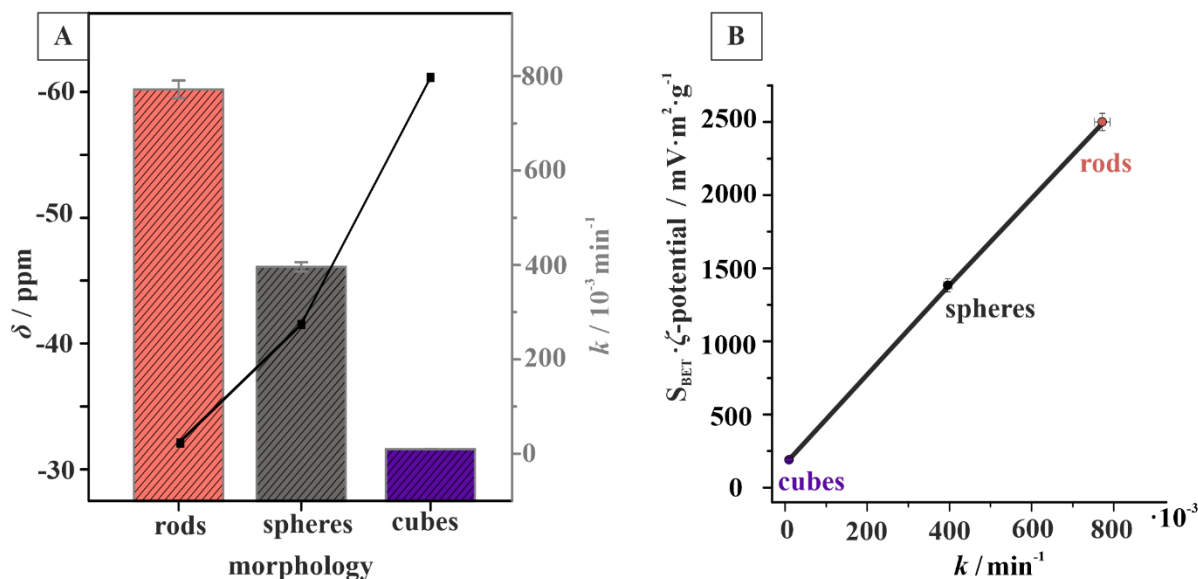 A
-60
-50
-40
-30
δ / ppm
800
600
400
200
0
k / 10⁻³ min⁻¹
rods spheres cubes
morphology
B
S_BET · ζ-potential / mV·m²·g⁻¹
2500
2000
1500
1000
500
0
rods
spheres
cubes
0 200 400 600 800 ·10⁻³
k / min⁻¹